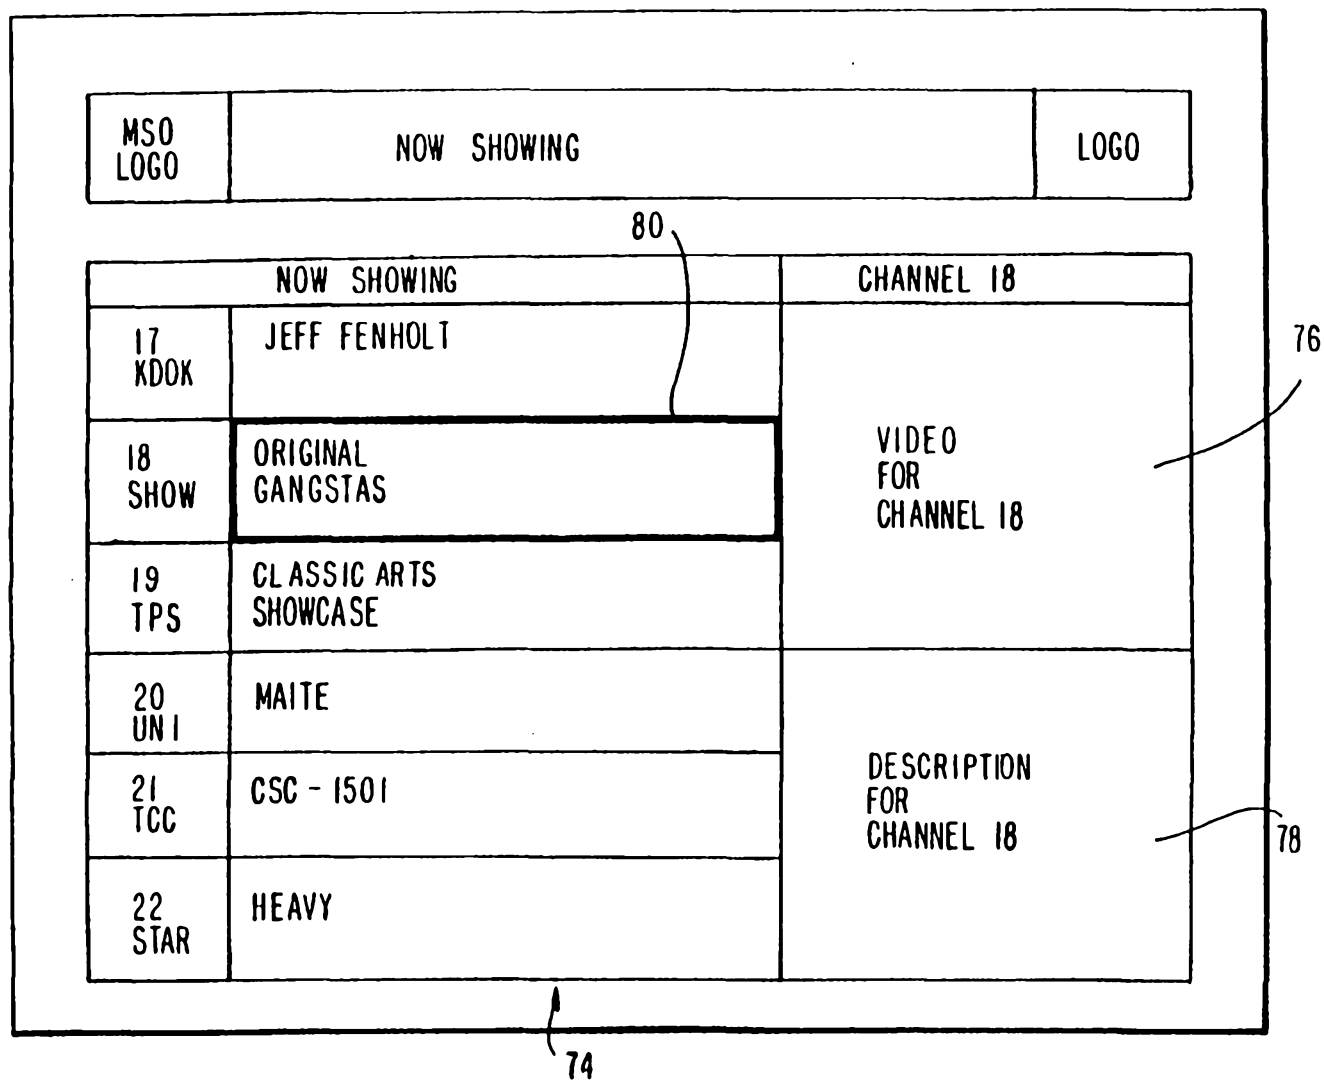 MSO
LOGO
NOW SHOWING
LOGO
80
NOW SHOWING
CHANNEL 18
17
KDOK
JEFF FENHOLT
76
18
SHOW
ORIGINAL
GANGSTAS
VIDEO
FOR
CHANNEL 18
19
TPS
CLASSIC ARTS
SHOWCASE
20
UNI
MAITE
21
TCC
CSC - 1501
DESCRIPTION
FOR
CHANNEL 18
78
22
STAR
HEAVY
74